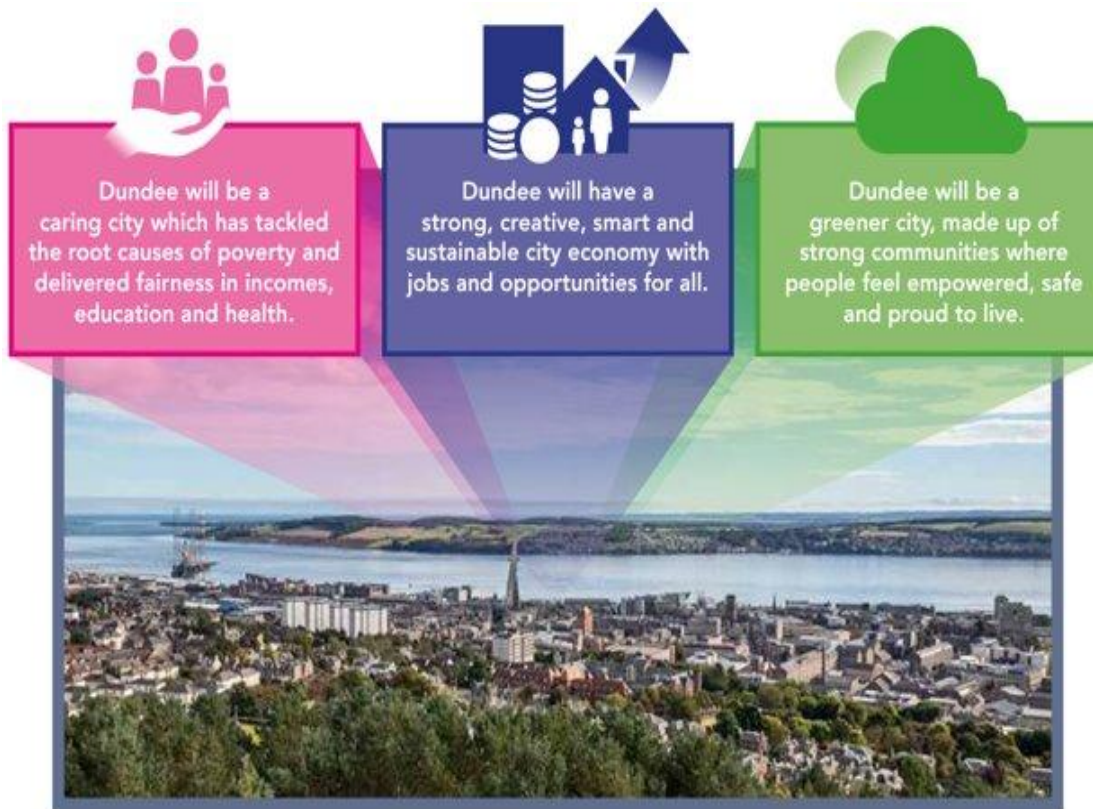 Dundee will be a
caring city which has tackled
the root causes of poverty and
delivered fairness in incomes,
education and health.
Dundee will have a
strong, creative, smart and
sustainable city economy with
jobs and opportunities for all.
Dundee will be a
greener city, made up of
strong communities where
people feel empowered, safe
and proud to live.